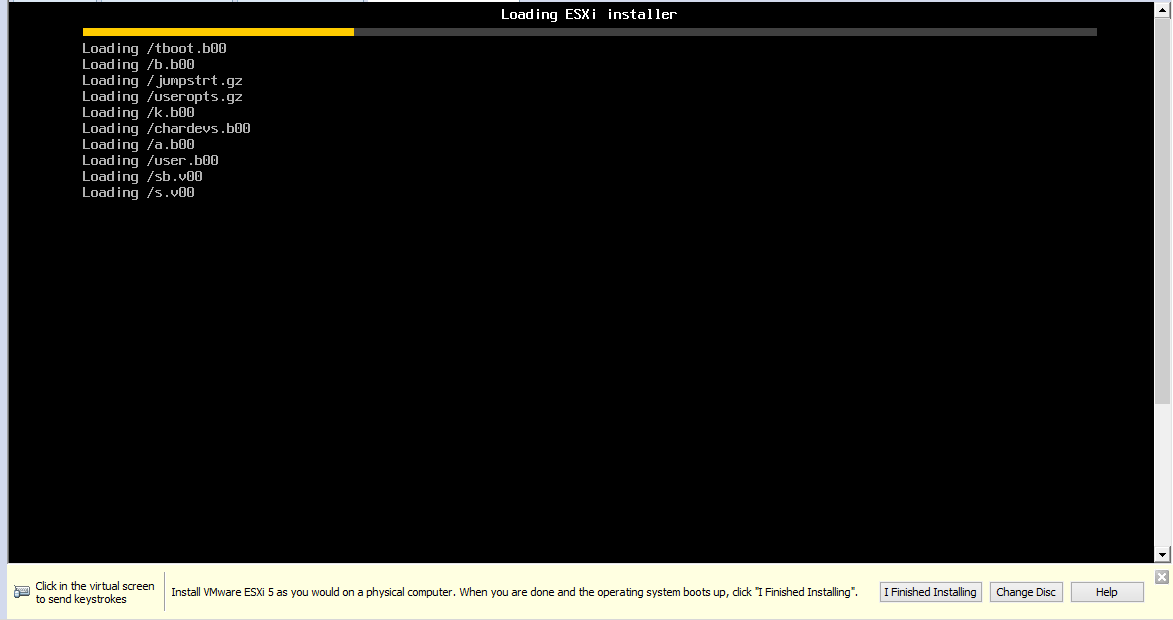 Loading ESXi installer
Loading /tboot.b00
Loading /b.b00
Loading /jumpstrt.gz
Loading /useropts.gz
Loading /k.b00
Loading /chardevs.b00
Loading /a.b00
Loading /user.b00
Loading /sb.v00
Loading /s.v00
Click in the virtual screen
to send keystrokes
Install VMware ESXi 5 as you would on a physical computer. When you are done and the operating system boots up, click "I Finished Installing".
I Finished Installing
Change Disc
Help